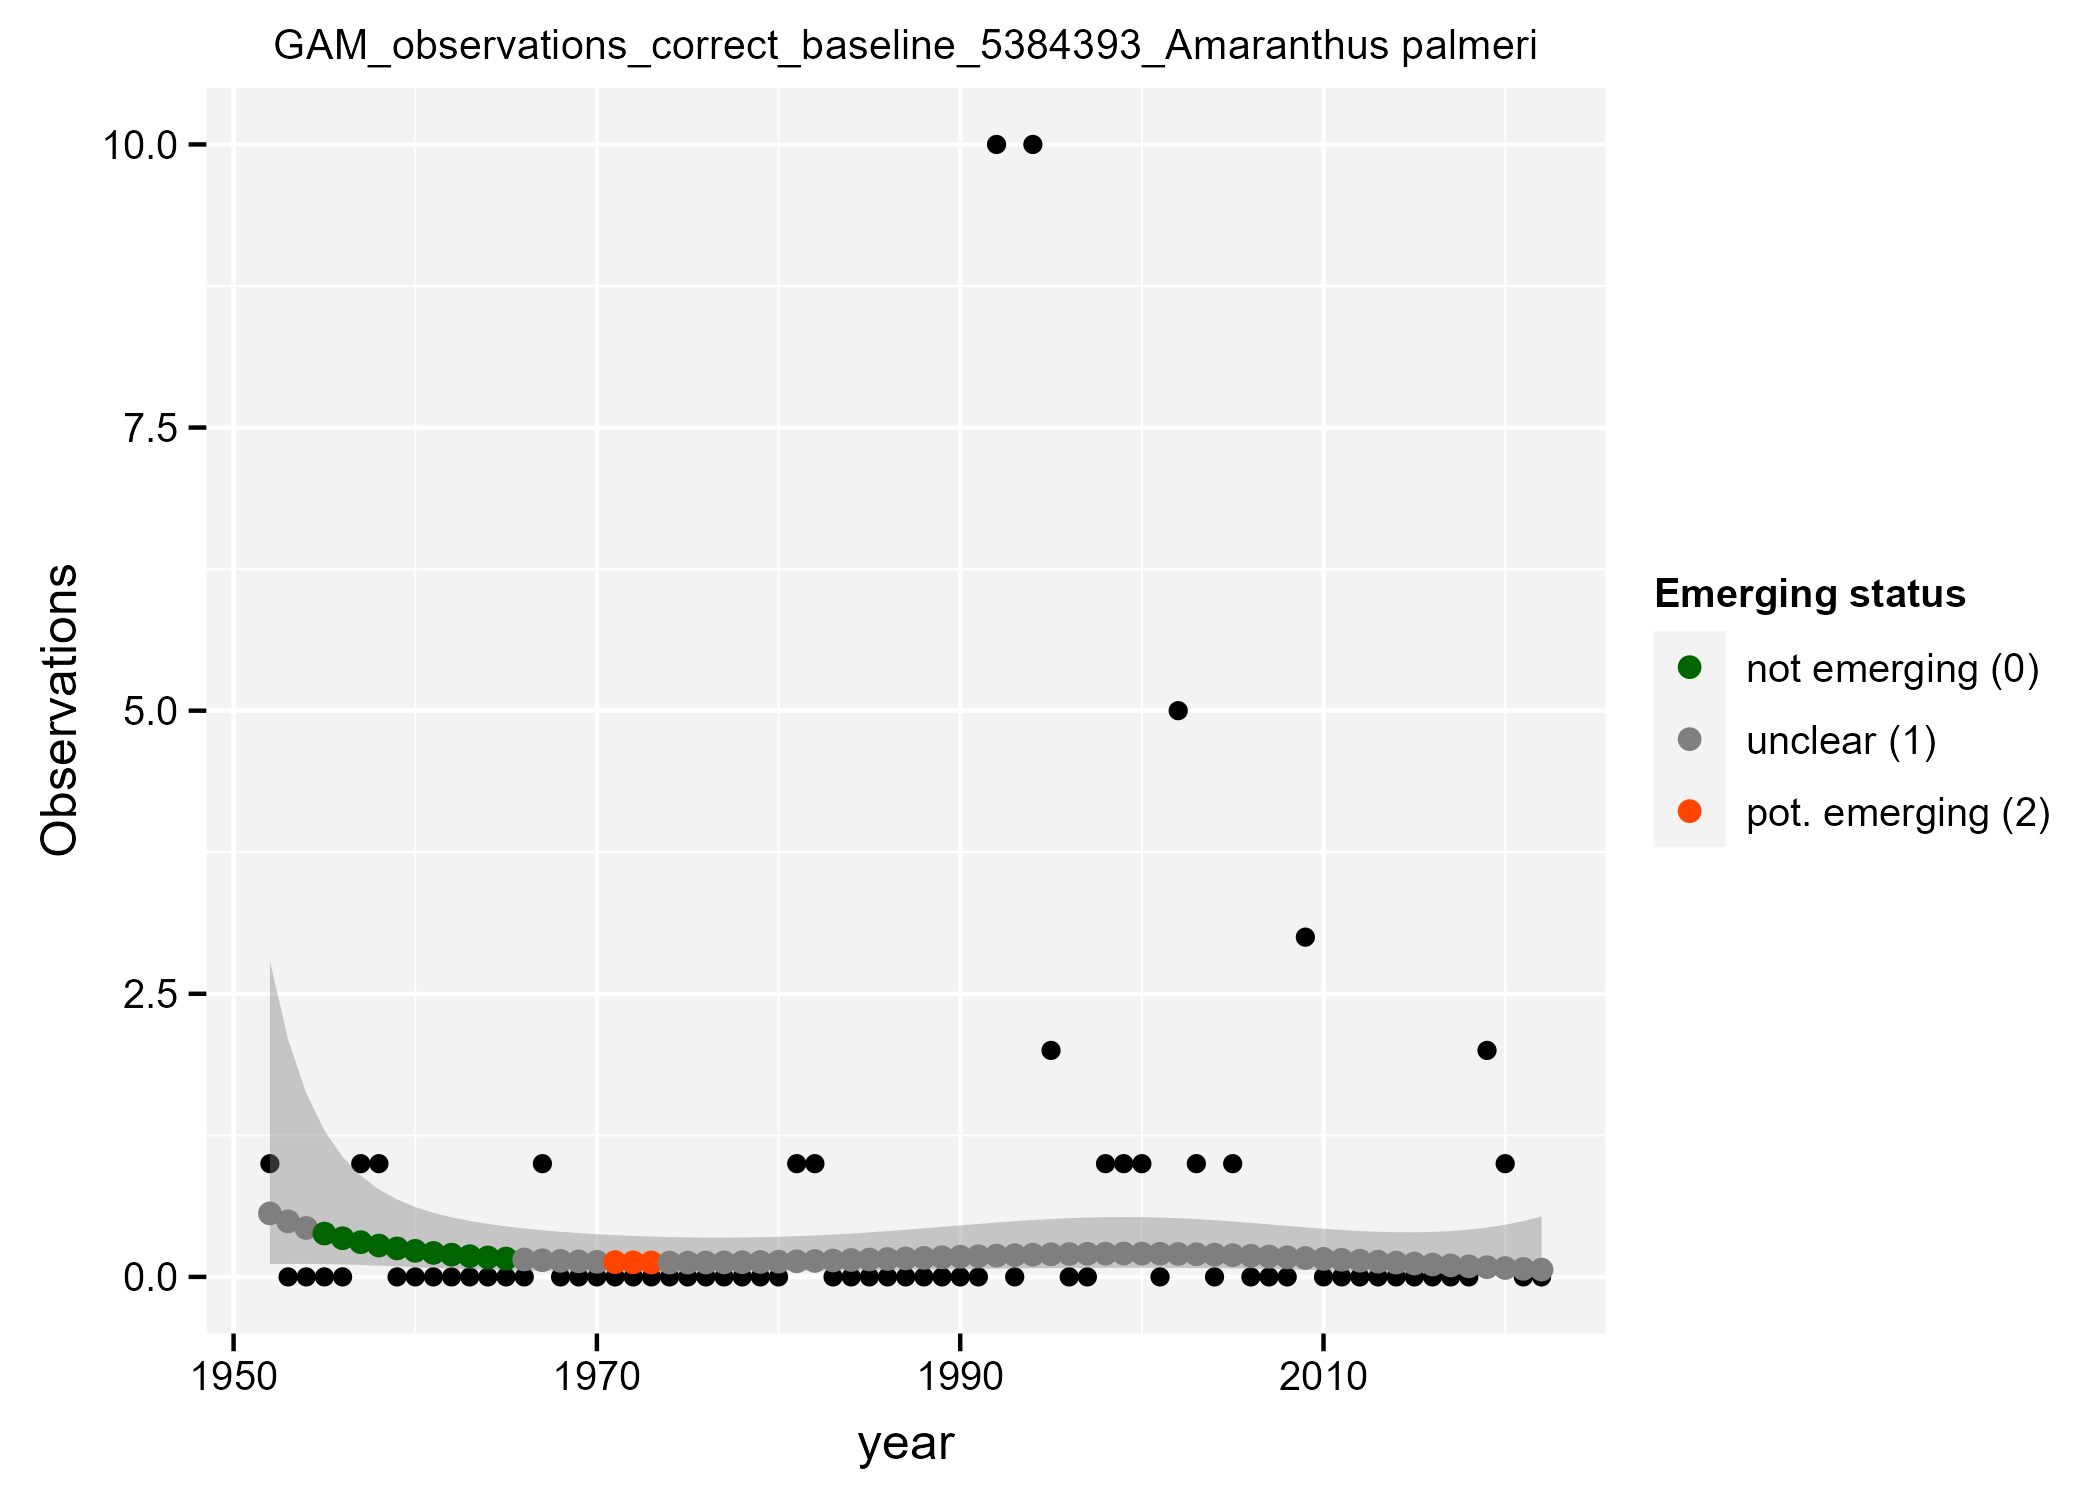 GAM_observations_correct_baseline_5384393_Amaranthus palmeri
10.0
7.5
5.0
2.5
0.0
Observations
1950 1970 1990 2010
year
Emerging status
not emerging (0)
unclear (1)
pot. emerging (2)